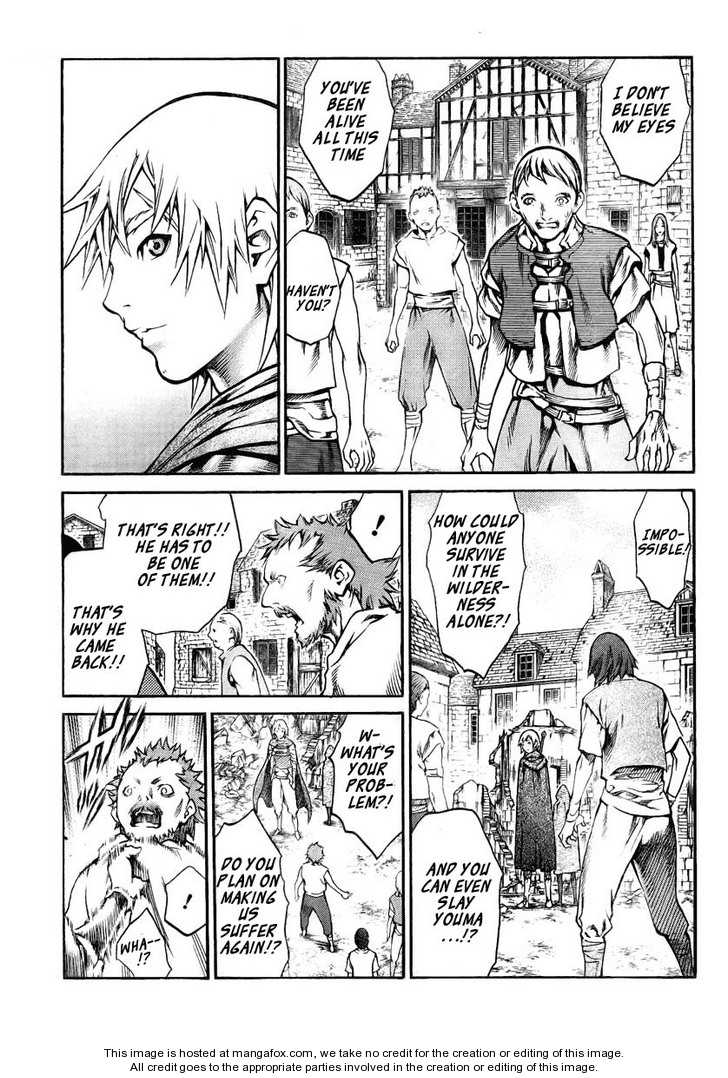 I DON'T
BELIEVE
MY EYES
YOU'VE
BEEN
ALIVE
ALL THIS
TIME
HAVEN'T
YOU?
IMPO-
SSIBLE!
HOW COULD
ANYONE
SURVIVE
IN THE
WILDER-
NESS
ALONE?!
AND YOU
CAN EVEN
SLAY
YOUMA
...!?
!
THAT'S RIGHT!!
HE HAS TO
BE ONE
OF THEM!!
THAT'S
WHY HE
CAME
BACK!!
W-
WHAT'S
YOUR
PROB-
LEM?!
DO YOU
PLAN ON
MAKING
US
SUFFER
AGAIN!?
!
WHA--
!?
This image is hosted at mangafox.com, we take no credit for the creation or editing of this image.
All credit goes to the appropriate parties involved in the creation or editing of this image.